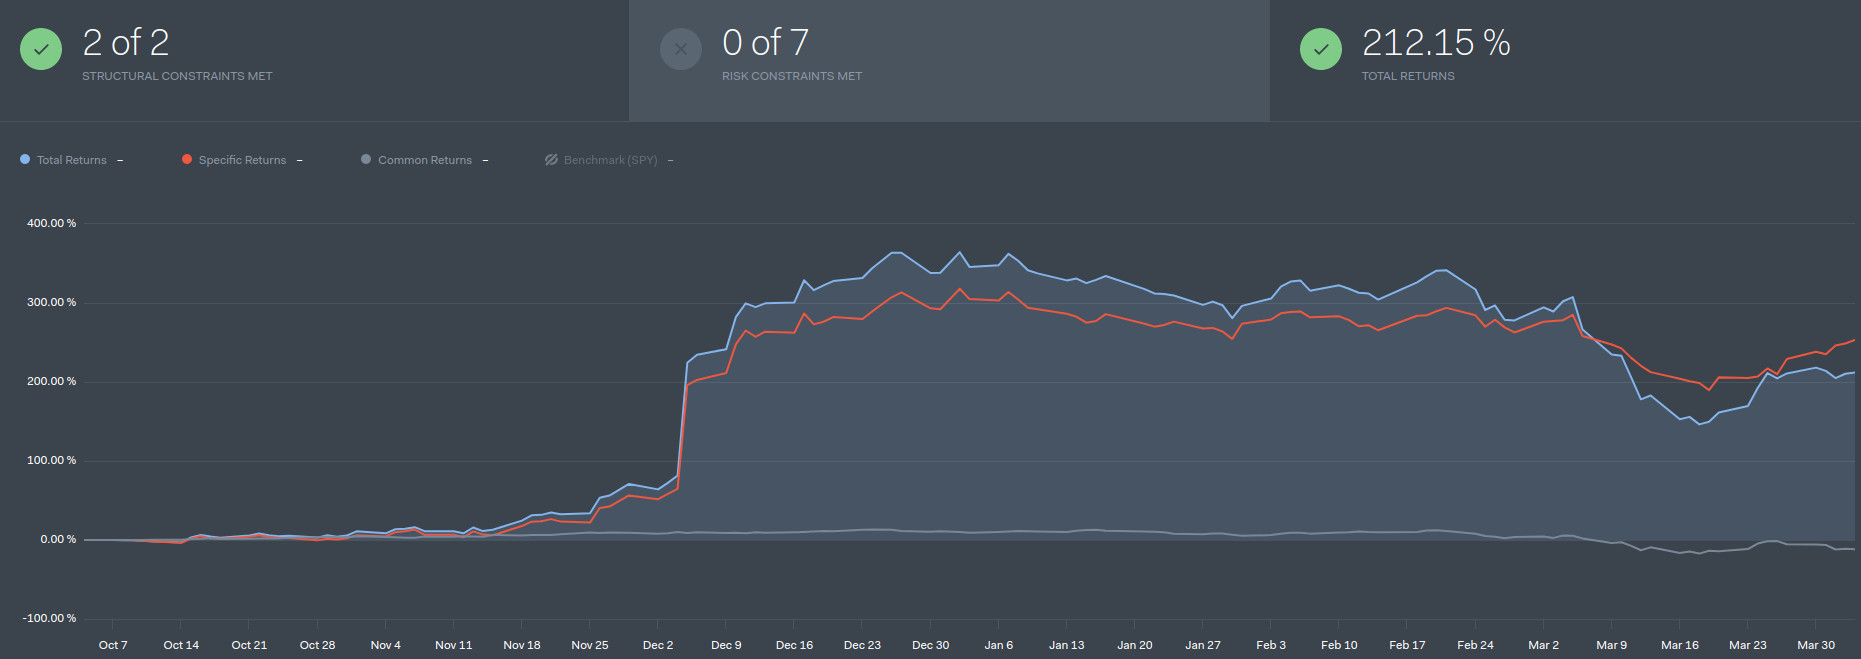 2 of 2
STRUCTURAL CONSTRAINTS MET
0 of 7
RISK CONSTRAINTS MET
212.15 %
TOTAL RETURNS
Total Returns – Specific Returns – Common Returns – Benchmark (SPY) –
400.00 %
300.00 %
200.00 %
100.00 %
0.00 %
-100.00 %
Oct 7 Oct 14 Oct 21 Oct 28 Nov 4 Nov 11 Nov 18 Nov 25 Dec 2 Dec 9 Dec 16 Dec 23 Dec 30 Jan 6 Jan 13 Jan 20 Jan 27 Feb 3 Feb 10 Feb 17 Feb 24 Mar 2 Mar 9 Mar 16 Mar 23 Mar 30